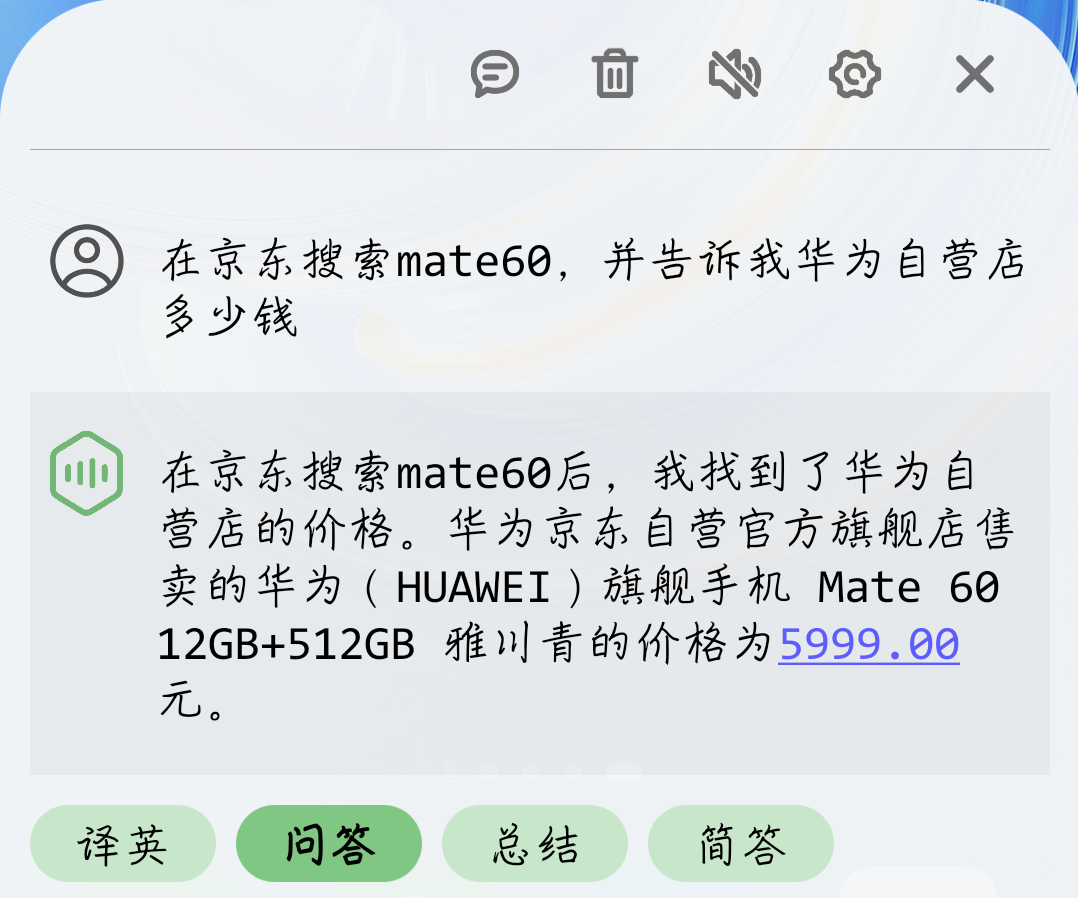 在京东搜索mate60，并告诉我华为自营店
多少钱
在京东搜索mate60后，我找到了华为自
营店的价格。华为京东自营官方旗舰店售
卖的华为（HUAWEI）旗舰手机 Mate 60
12GB+512GB 雅川青的价格为5999.00
元。
译英 问答 总结 简答